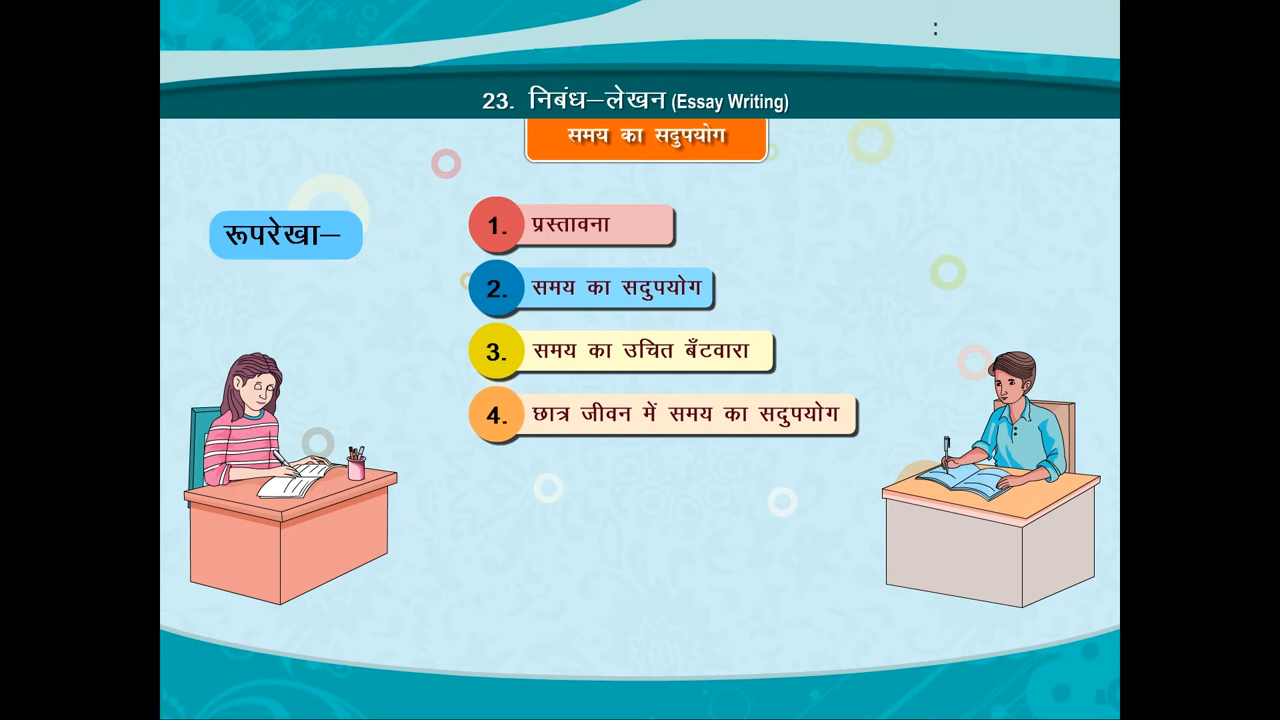 23. निबंध–लेखन (Essay Writing)
समय का सदुपयोग
रूपरेखा–
1. प्रस्तावना
2. समय का सदुपयोग
3. समय का उचित बँटवारा
4. छात्र जीवन में समय का सदुपयोग